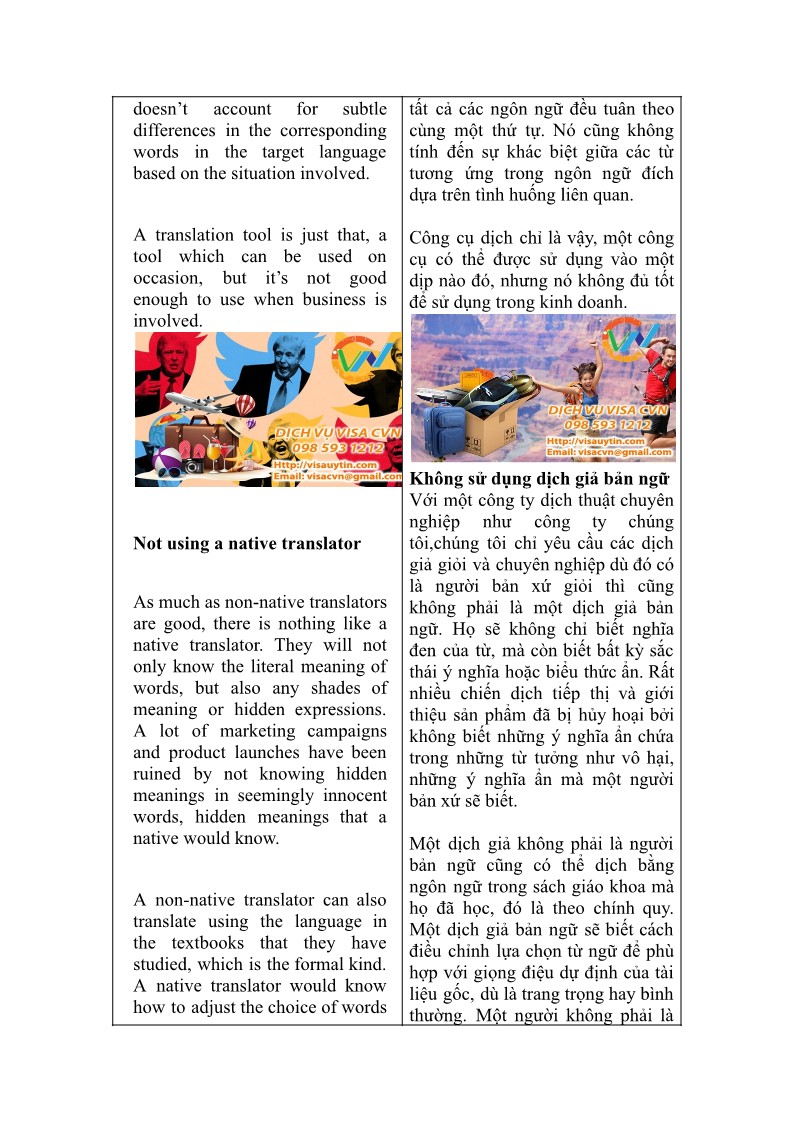 doesn’t account for subtle
differences in the corresponding
words in the target language
based on the situation involved.
A translation tool is just that, a
tool which can be used on
occasion, but it’s not good
enough to use when business is
involved.
DỊCH VỤ VISA CVN
098 593 1212
Http://visauytin.com
Email: visacvn@gmail.com
Not using a native translator
As much as non-native translators
are good, there is nothing like a
native translator. They will not
only know the literal meaning of
words, but also any shades of
meaning or hidden expressions.
A lot of marketing campaigns
and product launches have been
ruined by not knowing hidden
meanings in seemingly innocent
words, hidden meanings that a
native would know.
A non-native translator can also
translate using the language in
the textbooks that they have
studied, which is the formal kind.
A native translator would know
how to adjust the choice of words
tất cả các ngôn ngữ đều tuân theo
cùng một thứ tự. Nó cũng không
tính đến sự khác biệt giữa các từ
tương ứng trong ngôn ngữ đích
dựa trên tình huống liên quan.
Công cụ dịch chỉ là vậy, một công
cụ có thể được sử dụng vào một
dịp nào đó, nhưng nó không đủ tốt
để sử dụng trong kinh doanh.
DỊCH VỤ VISA CVN
098 593 1212
Http://visauytin.com
Email: visacvn@gmail.com
Không sử dụng dịch giả bản ngữ
Với một công ty dịch thuật chuyên
nghiệp như công ty chúng
tôi,chúng tôi chỉ yêu cầu các dịch
giả giỏi và chuyên nghiệp dù đó có
là người bản xứ giỏi thì cũng
không phải là một dịch giả bản
ngữ. Họ sẽ không chỉ biết nghĩa
đen của từ, mà còn biết bất kỳ sắc
thái ý nghĩa hoặc biểu thức ẩn. Rất
nhiều chiến dịch tiếp thị và giới
thiệu sản phẩm đã bị hủy hoại bởi
không biết những ý nghĩa ẩn chứa
trong những từ tưởng như vô hại,
những ý nghĩa ẩn mà một người
bản xứ sẽ biết.
Một dịch giả không phải là người
bản ngữ cũng có thể dịch bằng
ngôn ngữ trong sách giáo khoa mà
họ đã học, đó là theo chính quy.
Một dịch giả bản ngữ sẽ biết cách
điều chỉnh lựa chọn từ ngữ để phù
hợp với giọng điệu dự định của tài
liệu gốc, dù là trang trọng hay bình
thường. Một người không phải là